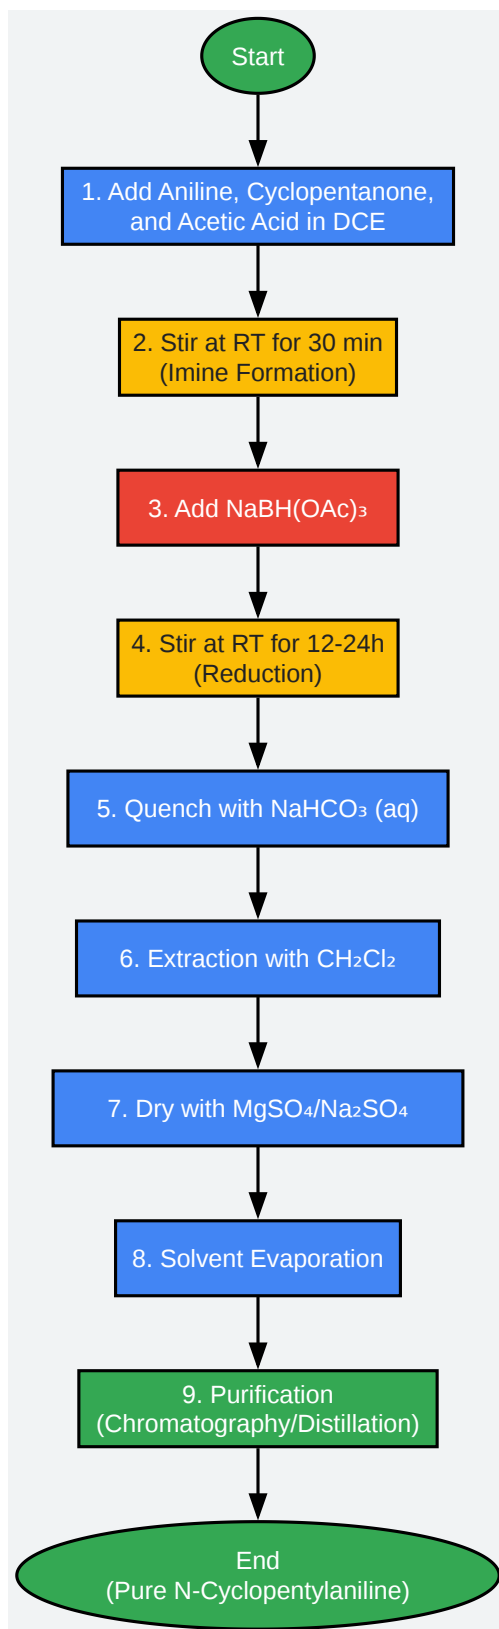 Start
1. Add Aniline, Cyclopentanone,
and Acetic Acid in DCE
2. Stir at RT for 30 min
(Imine Formation)
3. Add NaBH(OAc)₃
4. Stir at RT for 12-24h
(Reduction)
5. Quench with NaHCO₃ (aq)
6. Extraction with CH₂Cl₂
7. Dry with MgSO₄/Na₂SO₄
8. Solvent Evaporation
9. Purification
(Chromatography/Distillation)
End
(Pure N-Cyclopentylaniline)